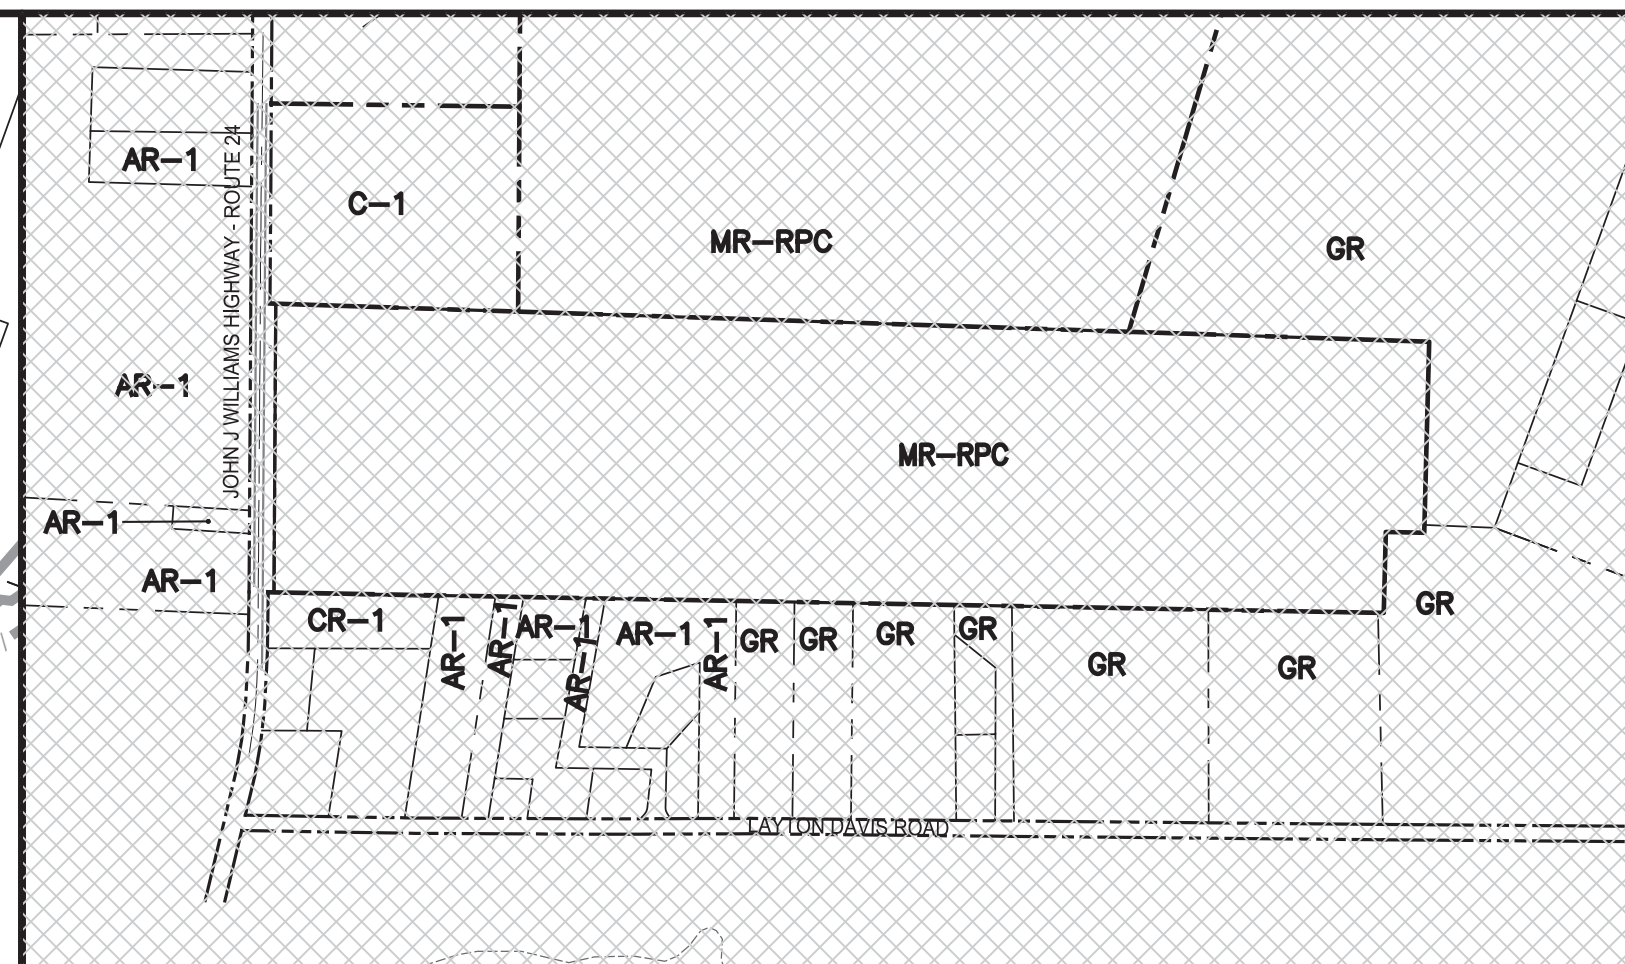 AR-1
JOHN J WILLIAMS HIGHWAY - ROUTE 24
C-1
MR-RPC
GR
AR-1
MR-RPC
AR-1
AR-1
CR-1
AR-1
AR-1
AR-1
AR-1
AR-1
AR-1
GR
GR
GR
GR
GR
GR
GR
LAYTON DAVIS ROAD